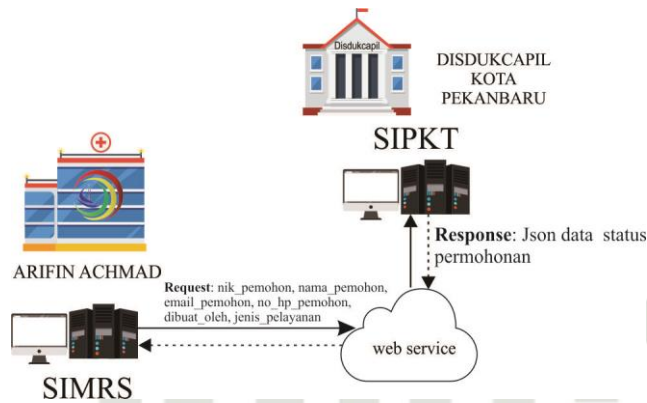 Disdukcapil
DISDUKCAPIL
KOTA
PEKANBARU
SIPKT
Response: Json data status
permohonan
ARIFIN ACHMAD
Request: nik_pemohon, nama_pemohon,
email_pemohon, no_hp_pemohon,
dibuat_oleh, jenis_pelayanan
web service
SIMRS